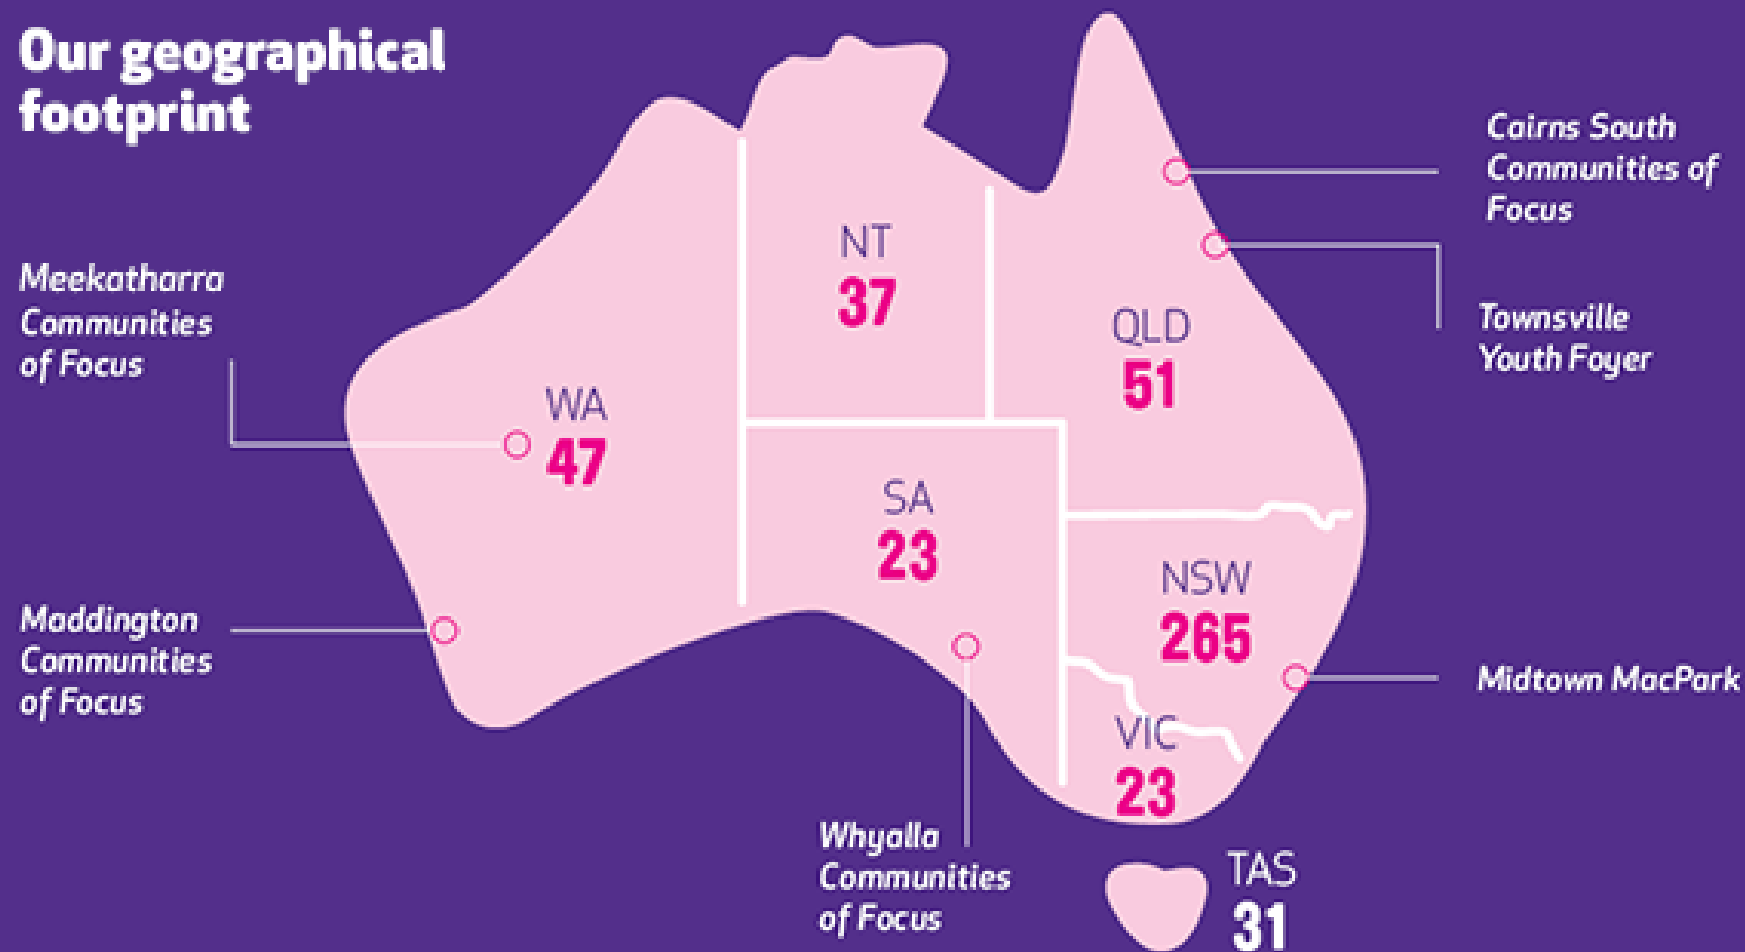 Our geographical
footprint
Cairns South
Communities of
Focus
NT
37
Meekatharra
Communities
of Focus
QLD
51
Townsville
Youth Foyer
WA
47
SA
23
NSW
265
Maddington
Communities
of Focus
Midtown MacPark
VIC
23
Whyalla
Communities
of Focus
TAS
31